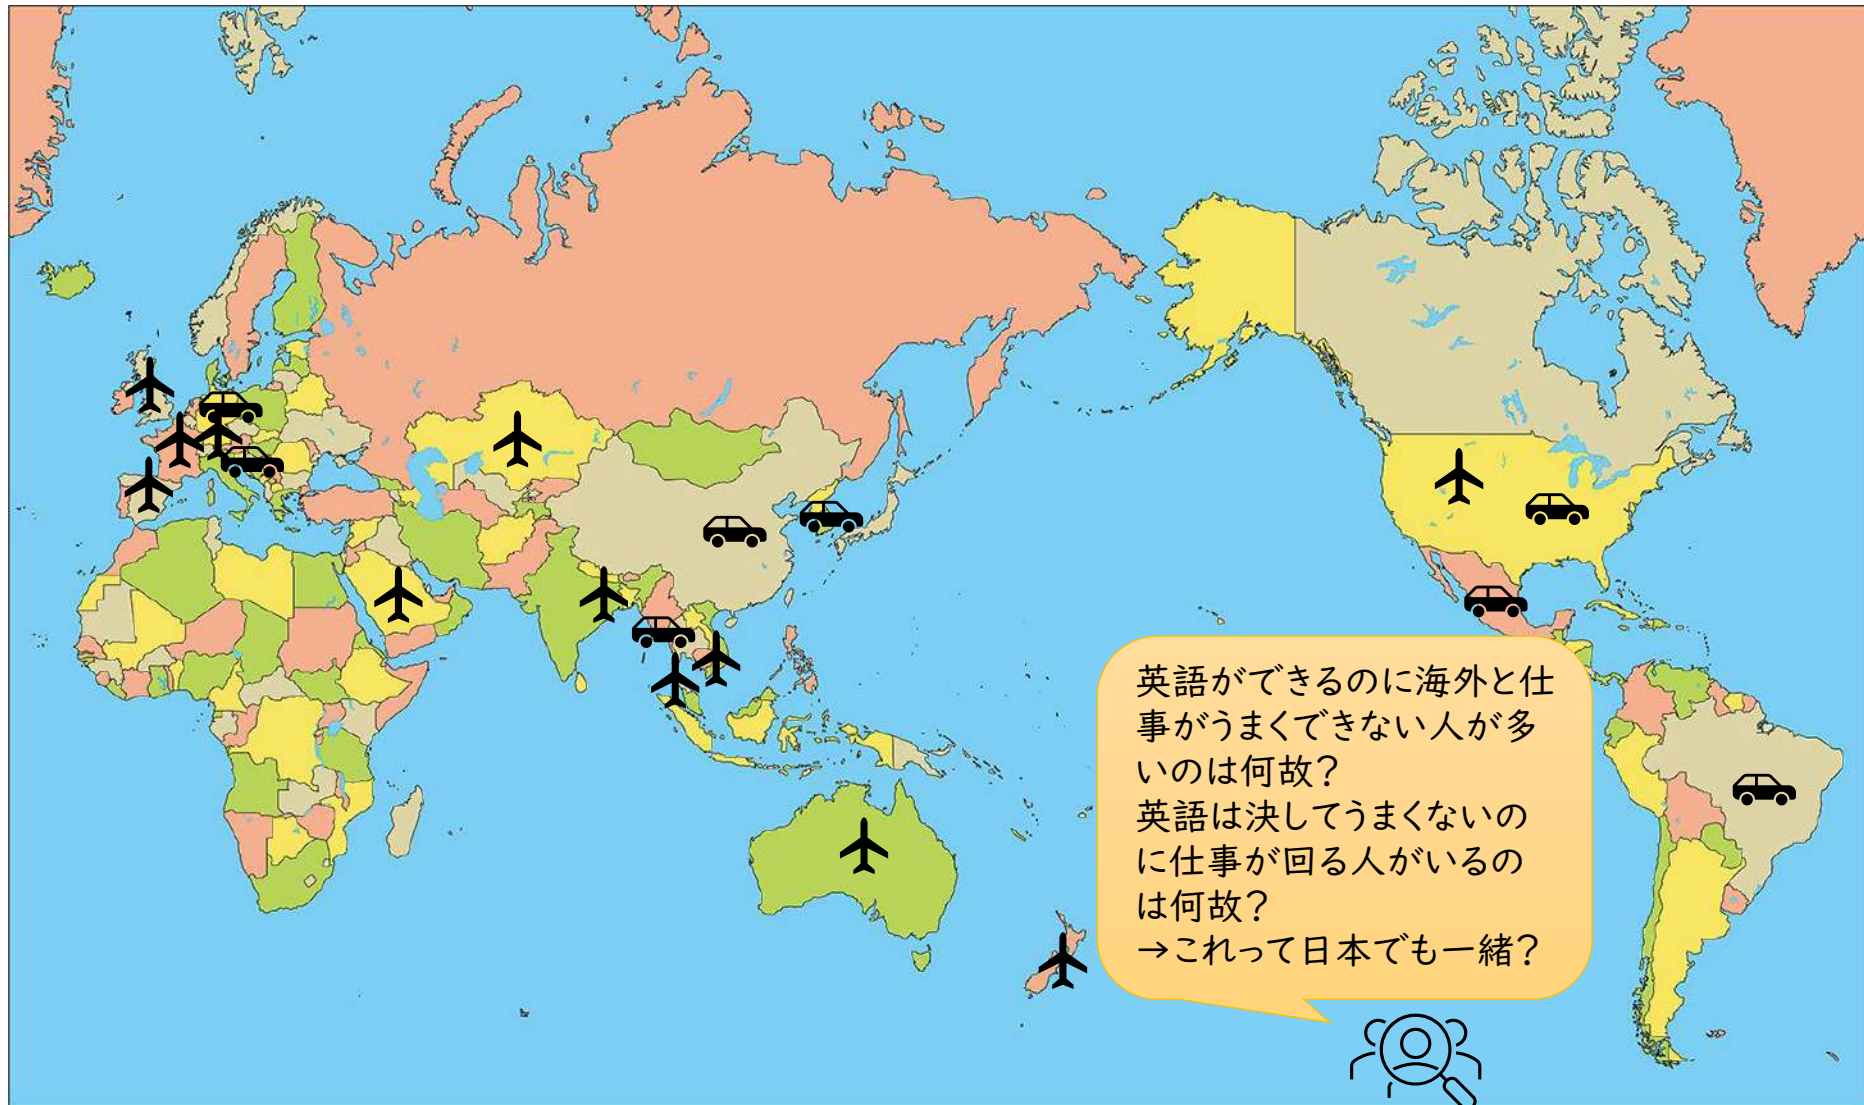 英語ができるのに海外と仕
事がうまくできない人が多
いのは何故?
英語は決してうまくないの
に仕事が回る人がいるの
は何故?
→これって日本でも一緒?